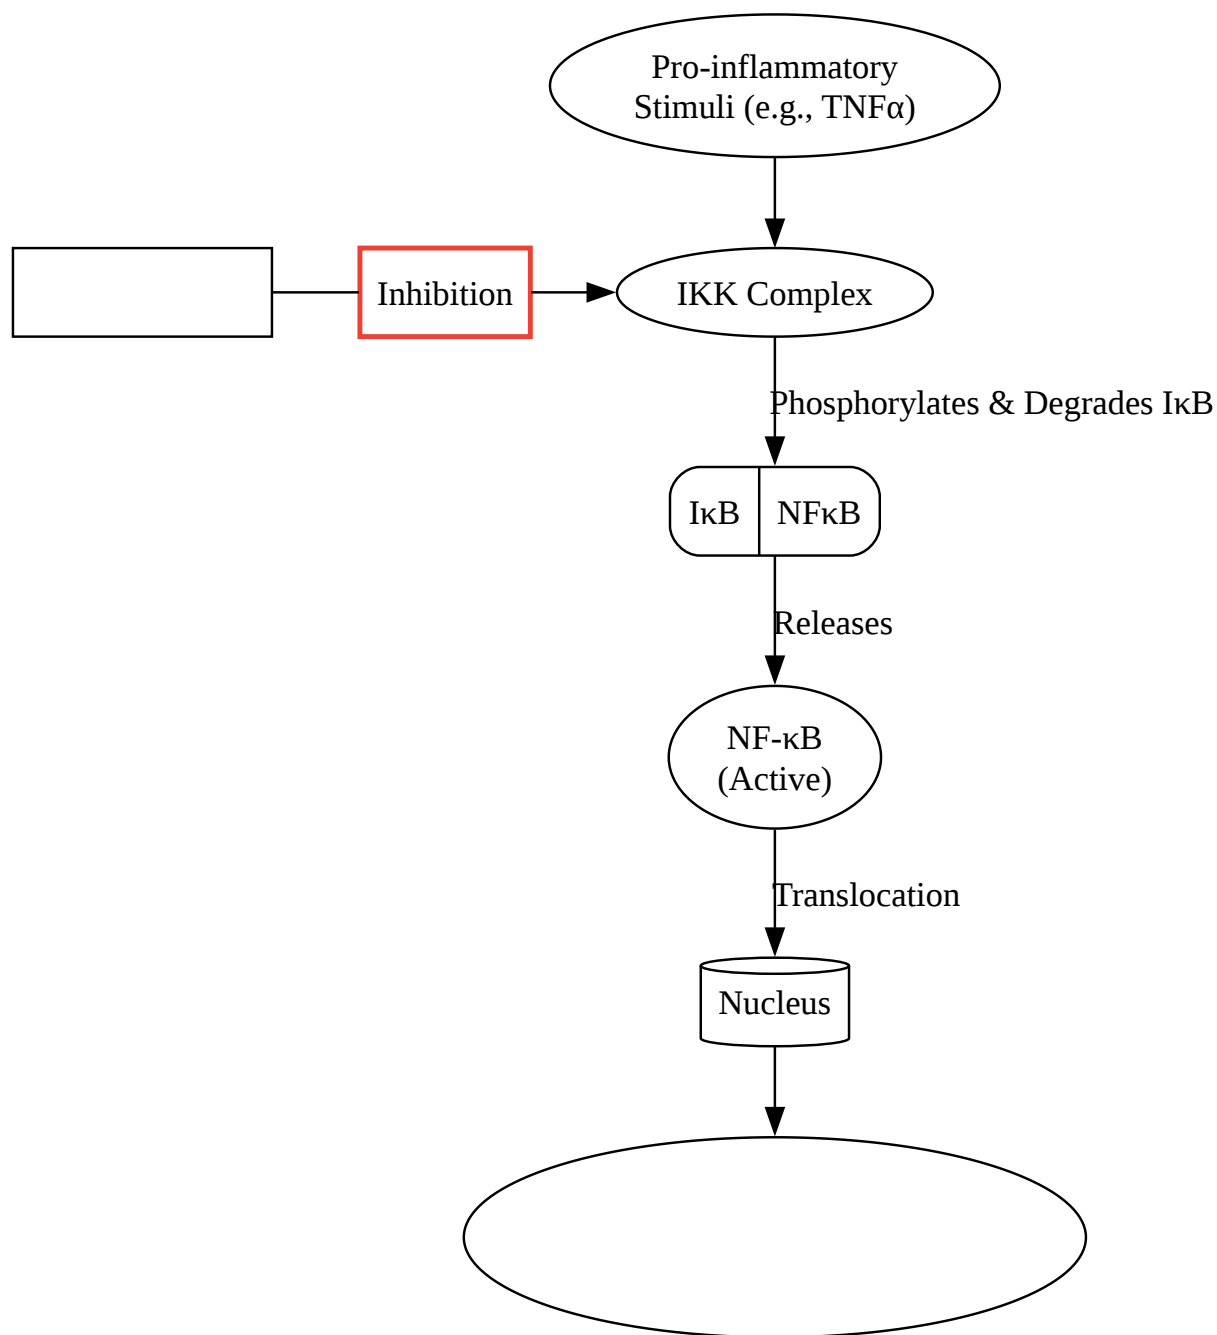 Pro-inflammatory
Stimuli (e.g., TNFα)
Inhibition
IKK Complex
Phosphorylates & Degrades IκB
IκB
NFκB
Releases
NF-κB
(Active)
Translocation
Nucleus